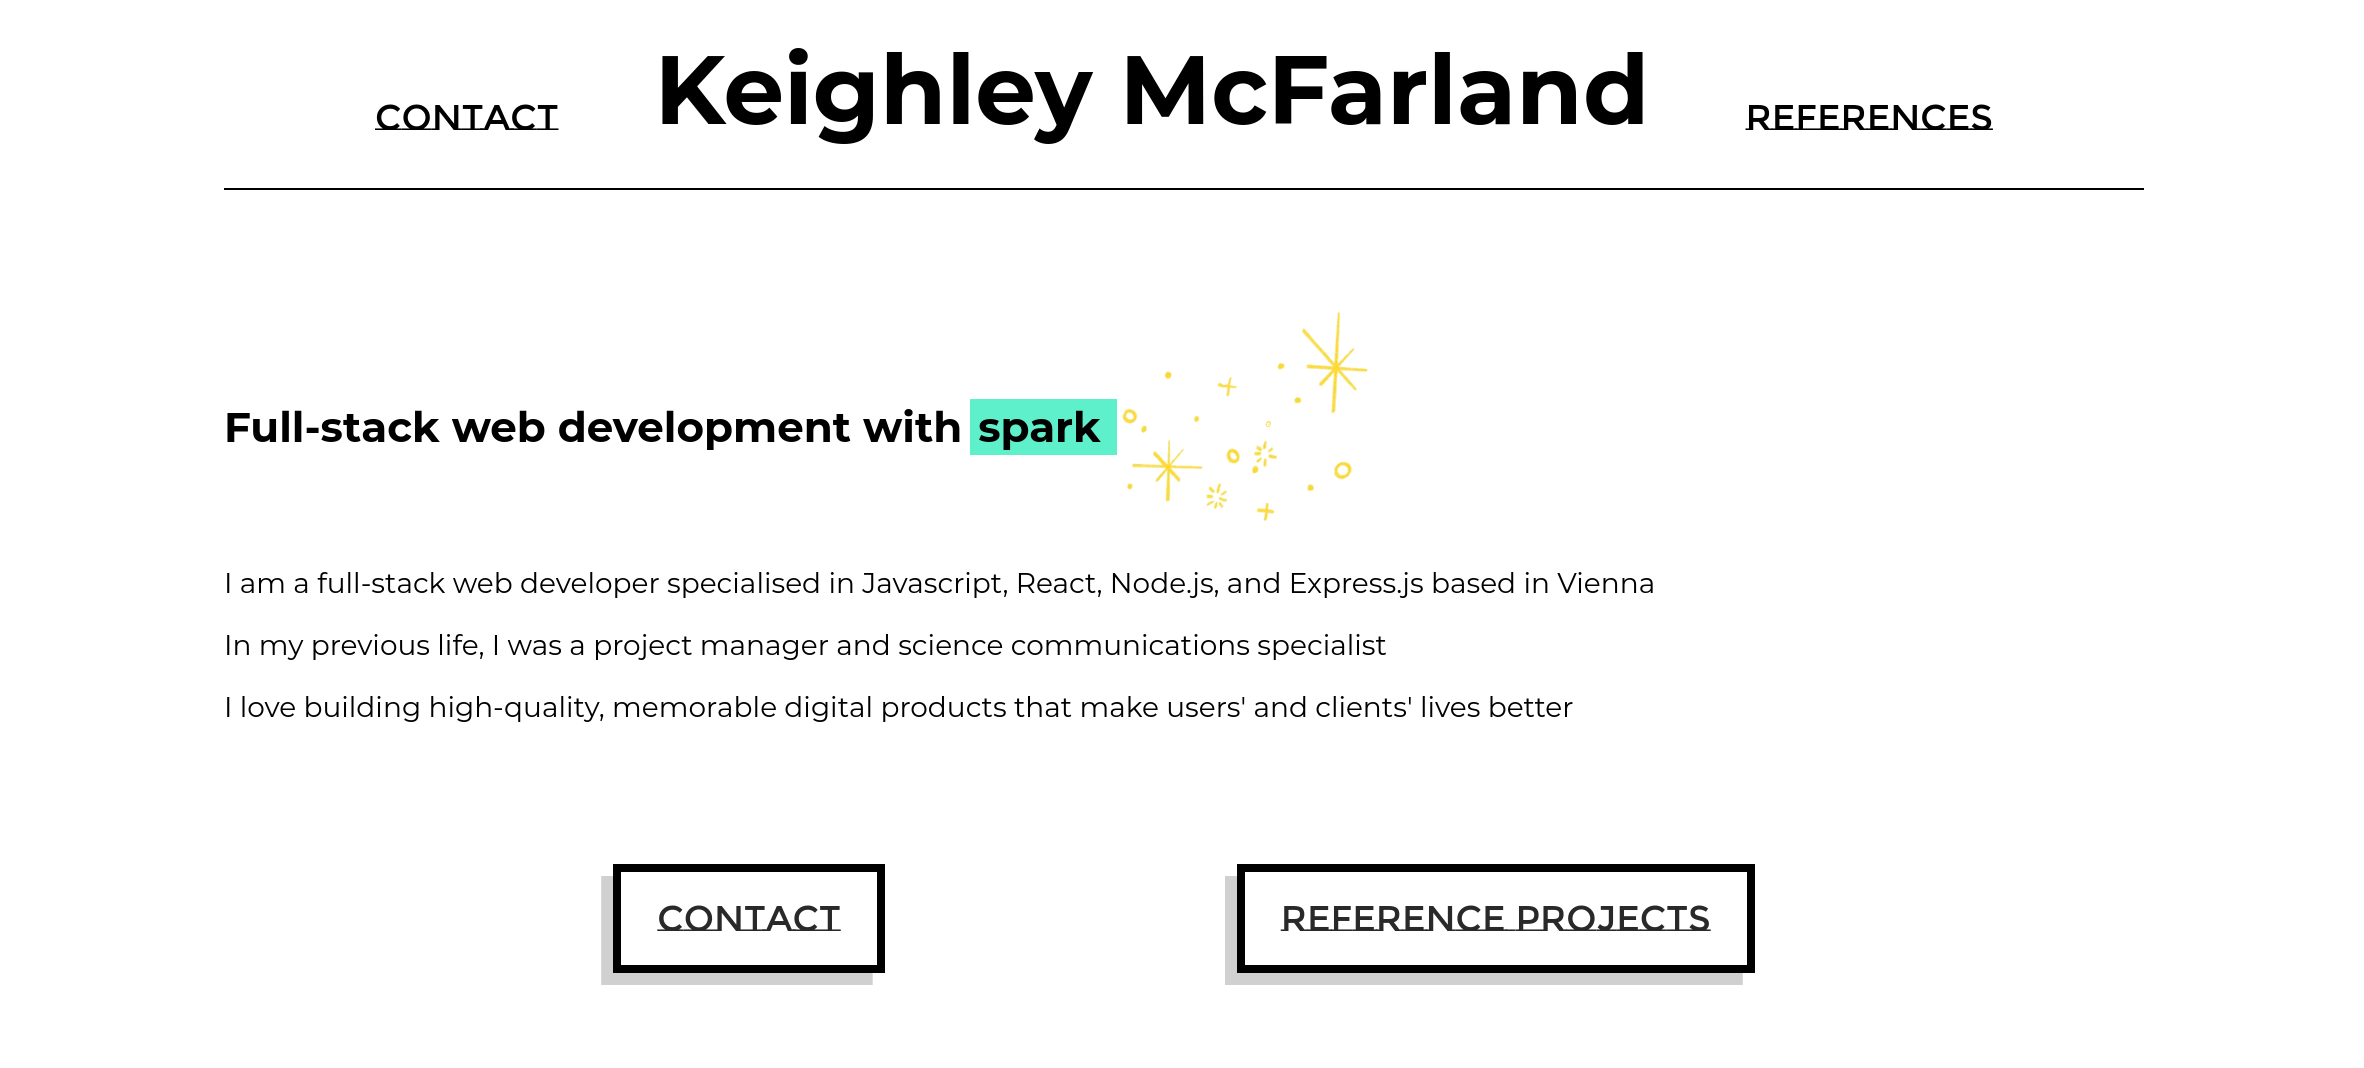 CONTACT
Keighley McFarland
REFERENCES
Full-stack web development with spark
I am a full-stack web developer specialised in Javascript, React, Node.js, and Express.js based in Vienna
In my previous life, I was a project manager and science communications specialist
I love building high-quality, memorable digital products that make users' and clients' lives better
CONTACT
REFERENCE PROJECTS